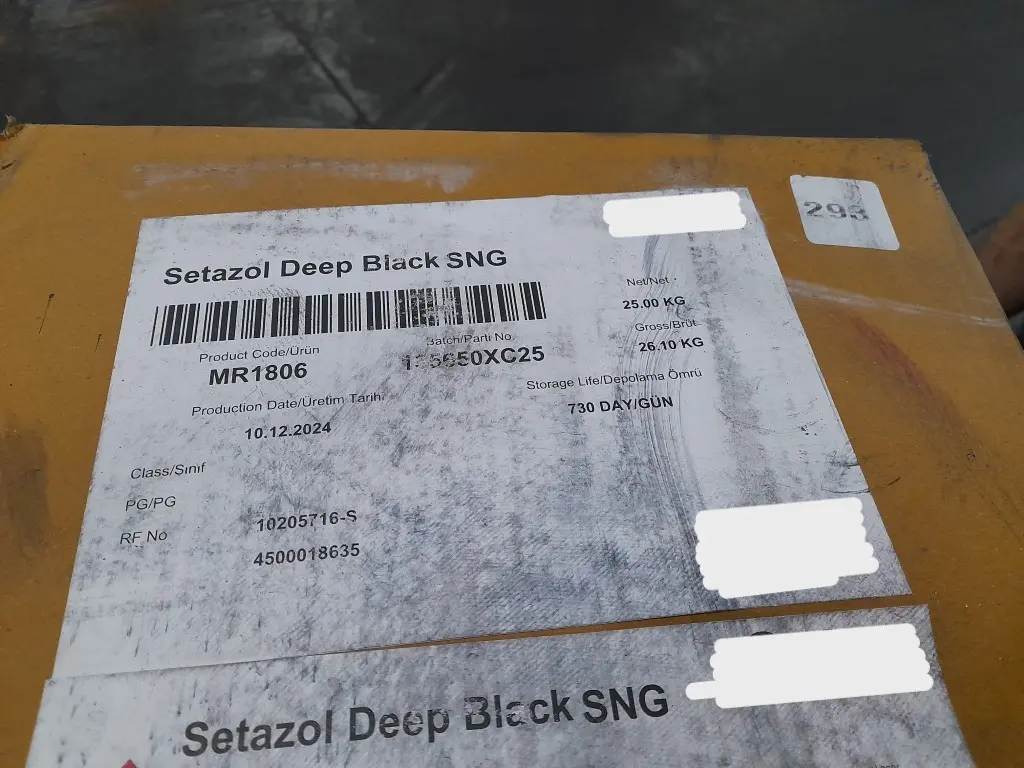 293
Setazol Deep Black SNG
Net/Net
25.00 KG
Product Code/Ürün
Batch/Parti No
Gross/Brüt
MR1806
26.10 KG
Production Date/Üretim Tarihi
Storage Life/Depolama Ömrü
10.12.2024
730 DAY/GÜN
Class/Sınıf
PG/PG
10205716-S
RF No
4500018635
Setazol Deep Black SNG